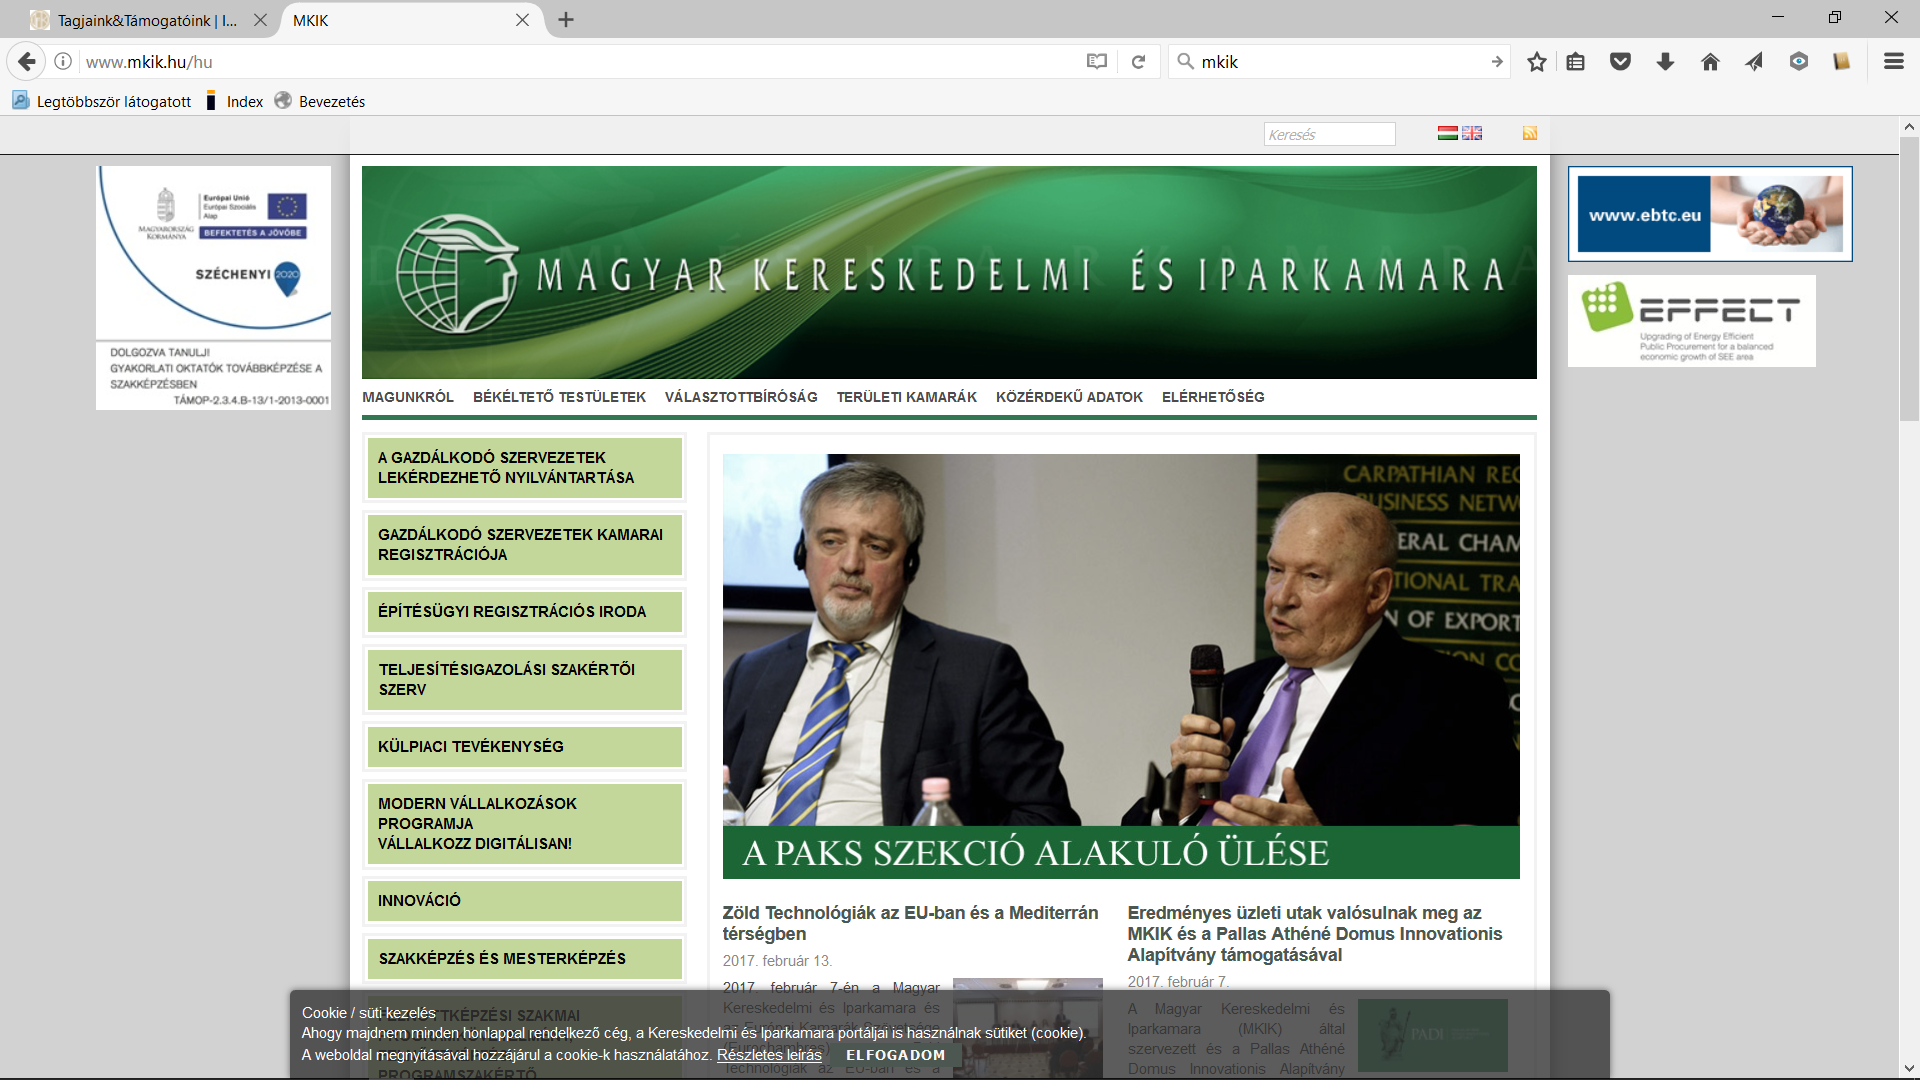 Tagjaink&Támogatóink | I...
MKIK
www.mkik.hu/hu
mkik
Legtöbbször látogatott
Index
Bevezetés
Keresés
Európai Unió
Európai Szociális
Alap
MAGYARORSZÁG
KORMÁNYA
BEFEKTETÉS A JÖVŐBE
SZÉCHENYI 2020
DOLGOZVA TANULJ!
GYAKORLATI OKTATÓK TOVÁBBKÉPZÉSE A
SZAKKÉPZÉSBEN
TÁMOP-2.3.4.B-13/1-2013-0001
MAGYAR KERESKEDELMI ÉS IPARKAMARA
www.ebtc.eu
EFFECT
Upgrading of Energy Efficient
Public Procurement for a balanced
economic growth of SEE area
MAGUNKRÓL
BÉKÉLTETŐ TESTÜLETEK
VÁLASZTOTTBÍRÓSÁG
TERÜLETI KAMARÁK
KÖZÉRDEKŰ ADATOK
ELÉRHETŐSÉG
A GAZDÁLKODÓ SZERVEZETEK
LEKÉRDEZHETŐ NYILVÁNTARTÁSA
GAZDÁLKODÓ SZERVEZETEK KAMARAI
REGISZTRÁCIÓJA
ÉPÍTÉSÜGYI REGISZTRÁCIÓS IRODA
TELJESÍTÉSIGAZOLÁSI SZAKÉRTŐI
SZERV
KÜLPIACI TEVÉKENYSÉG
MODERN VÁLLALKOZÁSOK
PROGRAMJA
VÁLLALKOZZ DIGITÁLISAN!
INNOVÁCIÓ
SZAKKÉPZÉS ÉS MESTERKÉPZÉS
CARPATHIAN REG
BUSINESS NETW
ERAL CHAM
TIONAL TRA
N OF EXPORT
A PAKS SZEKCIÓ ALAKULÓ ÜLÉSE
Zöld Technológiák az EU-ban és a Mediterrán
térségben
2017. február 13.
2017. február 7-én a Magyar
Kereskedelmi és Iparkamara és
Technológiák az EU-ban és a
Eredményes üzleti utak valósulnak meg az
MKIK és a Pallas Athéné Domus Innovationis
Alapítvány támogatásával
2017. február 7.
A Magyar Kereskedelmi és
Iparkamara (MKIK) által
szervezett és a Pallas Athéné
Domus Innovationis Alapítvány
PADI
Cookie / süti kezelés
Ahogy majdnem minden honlappal rendelkező cég, a Kereskedelmi és Iparkamara portáljai is használnak sütiket (cookie).
A weboldal megnyitásával hozzájárul a cookie-k használatához. Részletes leírás
ELFOGADOM
PROGRAMSZAKÉRTŐ